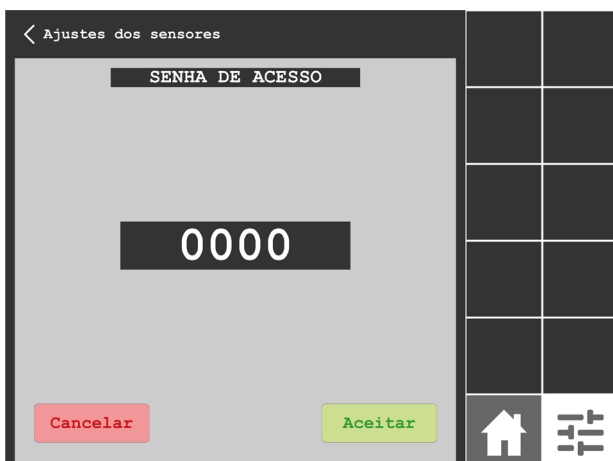 Ajustes dos sensores
SENHA DE ACESSO
0000
Cancelar
Aceitar